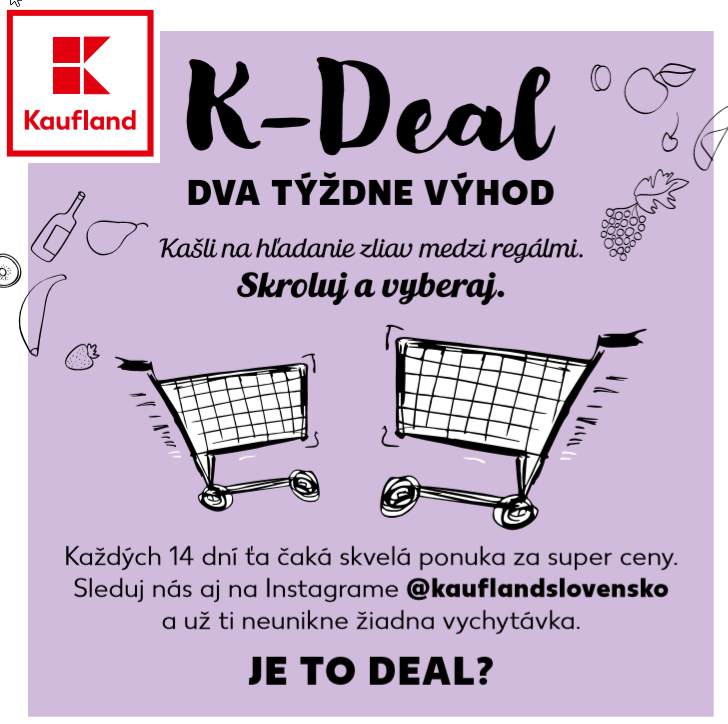 Kaufland
K-Deal
DVA TÝŽDNE VÝHOD
Kašli na hľadanie zliav medzi regálmi.
Skroluj a vyberaj.
Každých 14 dní ťa čaká skvelá ponuka za super ceny.
Sleduj nás aj na Instagrame @kauflandslovensko
a už ti neunikne žiadna vychytávka.
JE TO DEAL?